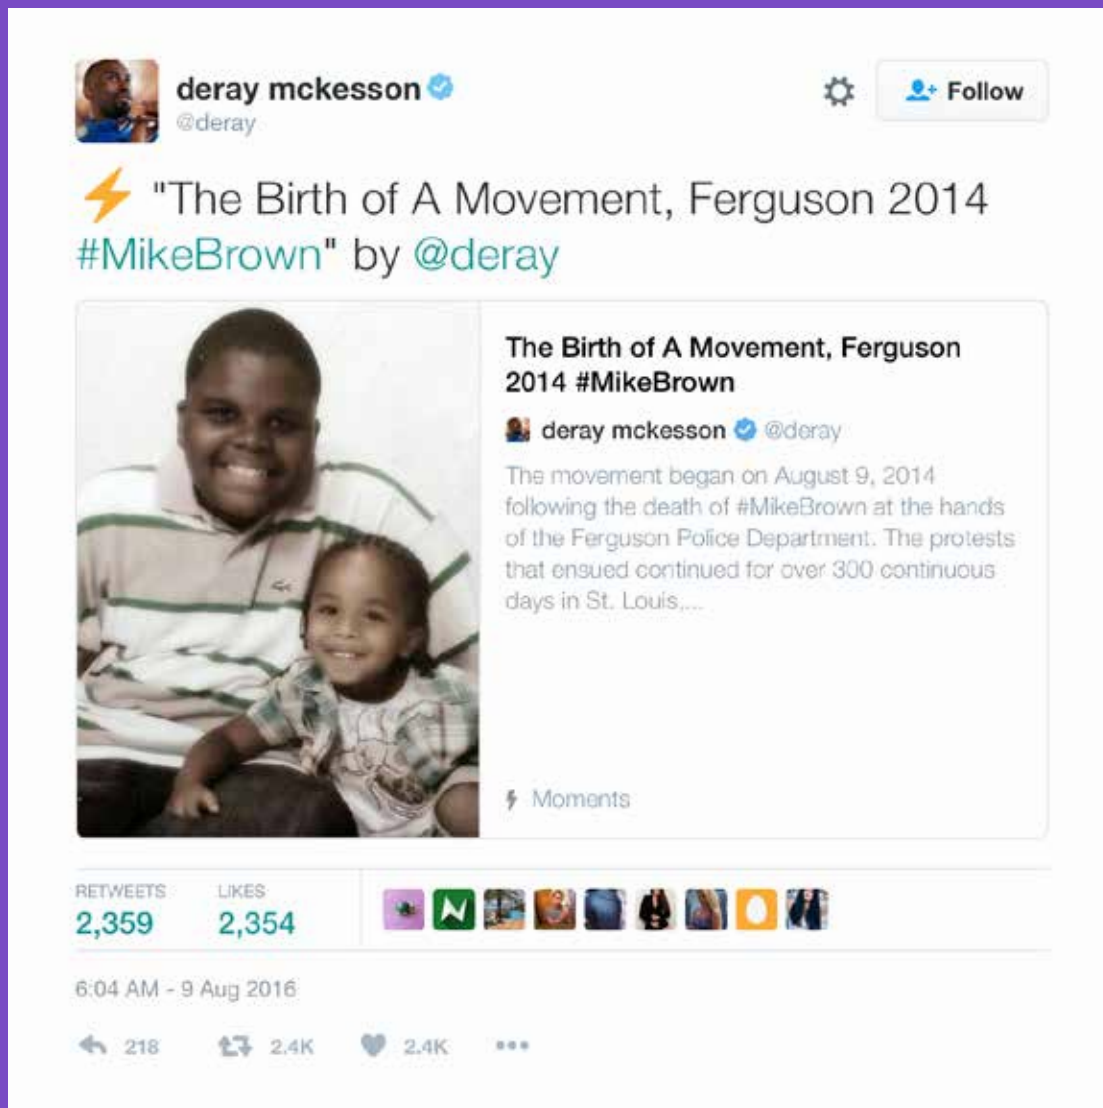 deray mckesson
@deray
Follow
"The Birth of A Movement, Ferguson 2014
#MikeBrown" by @deray
The Birth of A Movement, Ferguson
2014 #MikeBrown
deray mckesson @deray
The movement began on August 9, 2014
following the death of #MikeBrown at the hands
of the Ferguson Police Department. The protests
that ensued continued for over 300 continuous
days in St. Louis,...
Moments
RETWEETS LIKES
2,359 2,354
6:04 AM - 9 Aug 2016
218 2.4K 2.4K